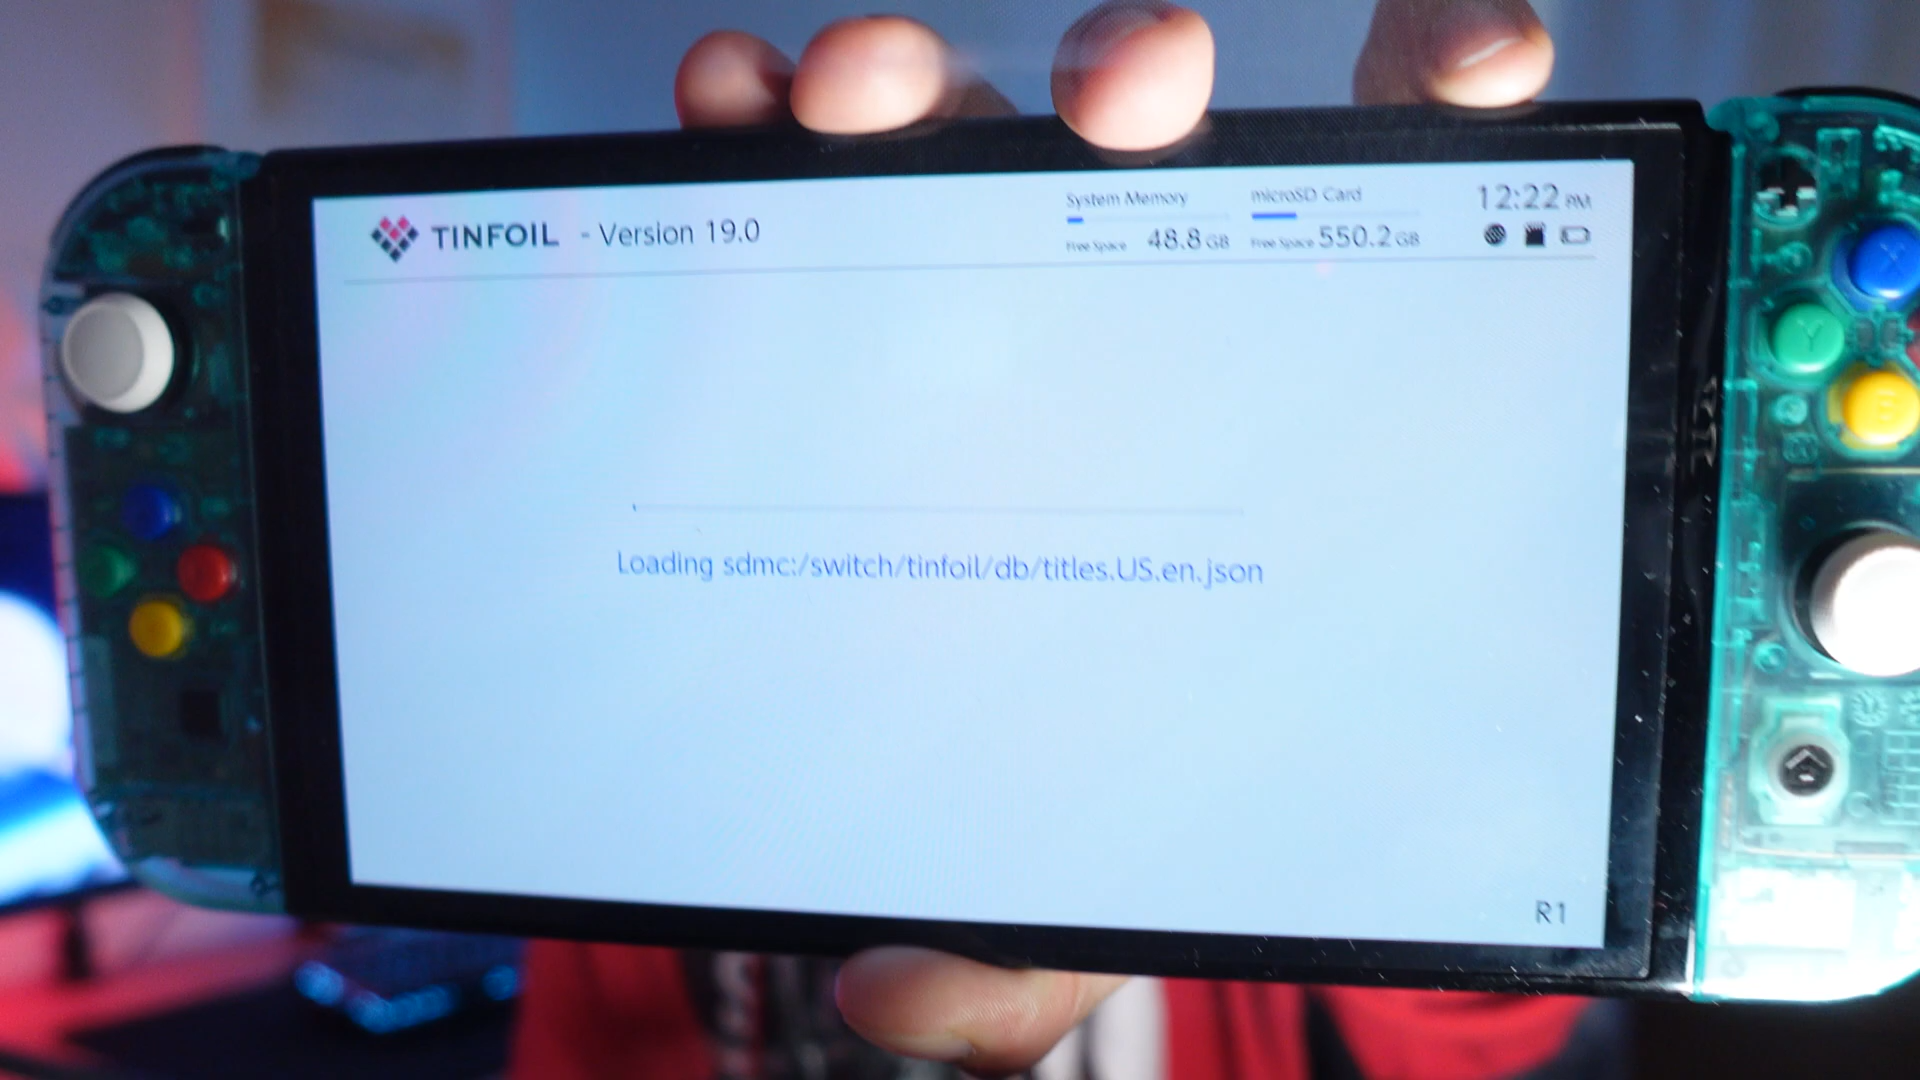 TINFOIL - Version 19.0
System Memory
Free Space 48.8 GB
microSD Card
Free Space 550.2 GB
12:22 PM
Loading sdmc:/switch/tinfoil/db/titles.US.en.json
R1
X
Y
B